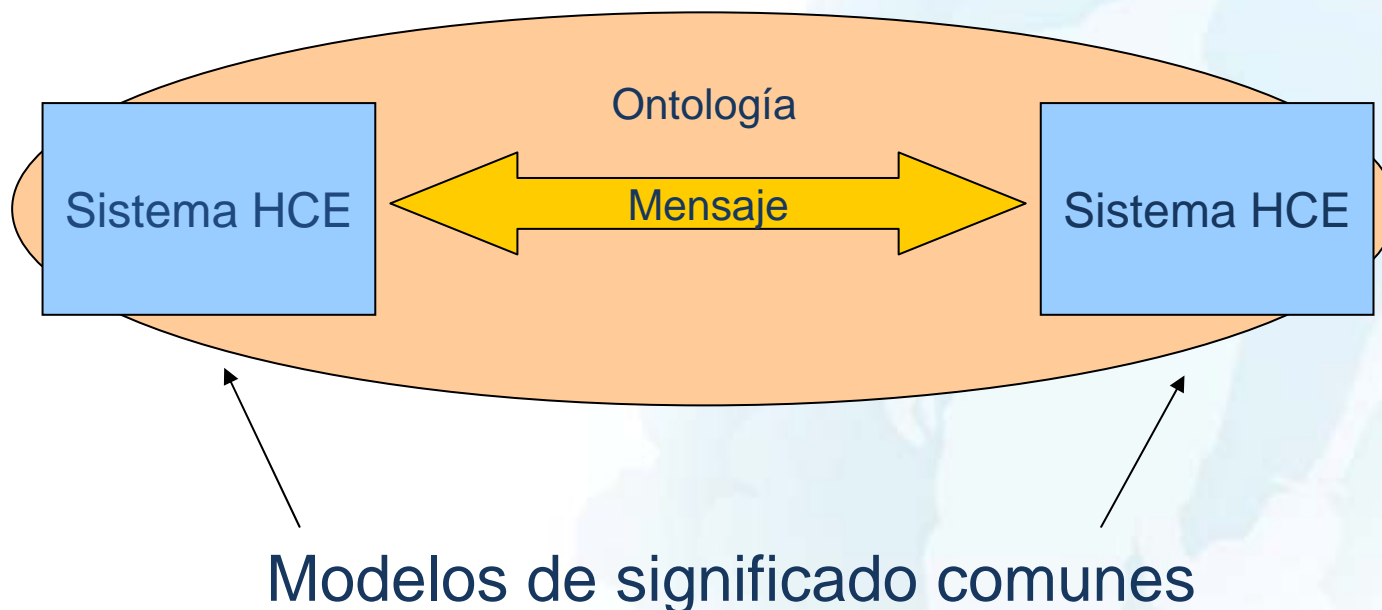 Ontología
Sistema HCE
Mensaje
Sistema HCE
Modelos de significado comunes